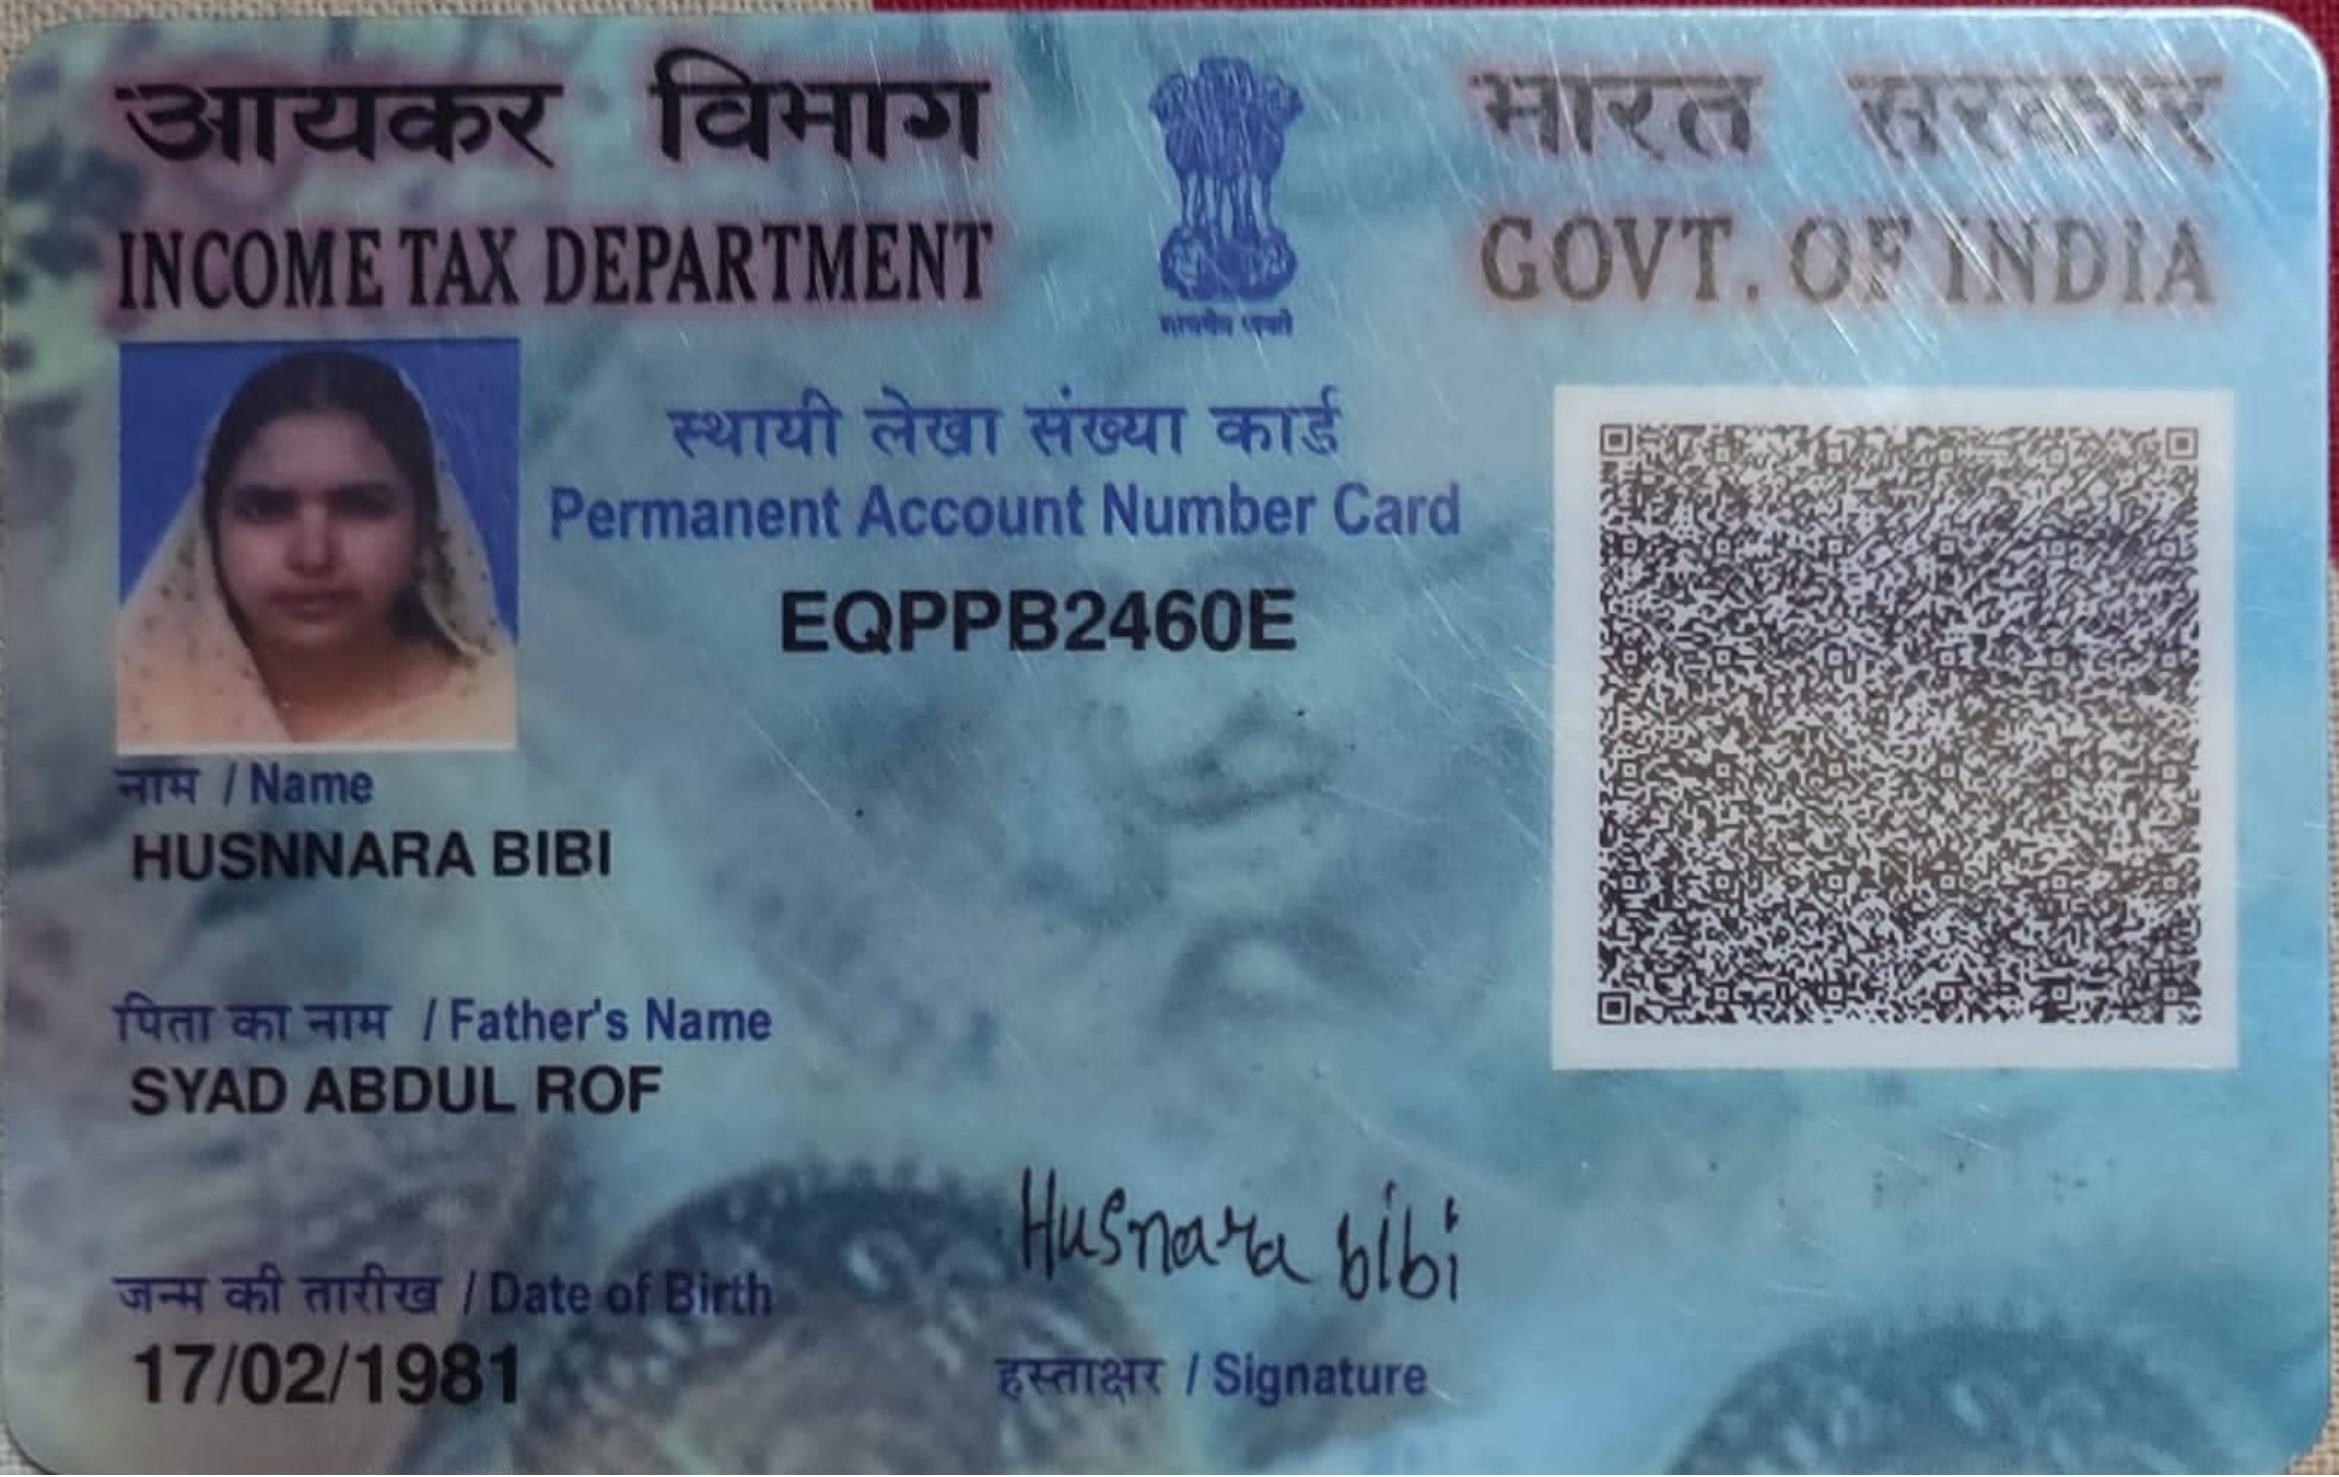 आयकर विभाग
INCOME TAX DEPARTMENT
भारत सरकार
GOVT. OF INDIA
सत्यमेव जयते
स्थायी लेखा संख्या कार्ड
Permanent Account Number Card
EQPPB2460E
नाम / Name
HUSNNARA BIBI
पिता का नाम / Father's Name
SYAD ABDUL ROF
जन्म की तारीख / Date of Birth
17/02/1981
Husnara bibi
हस्ताक्षर / Signature